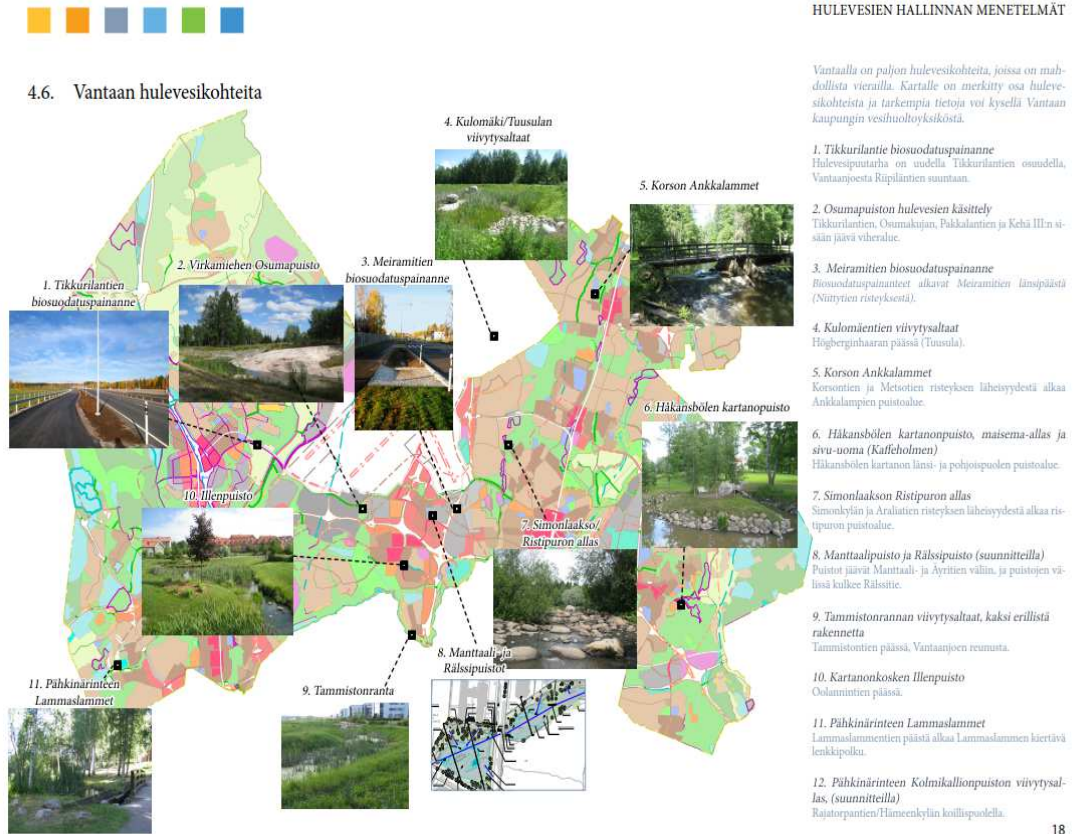 HULEVESIEN HALLINNAN MENETELMÄT
4.6. Vantaan hulevesikohteita
4. Kulomäki/Tuusulan
viivytysaltaat
5. Korson Ankkalammet
2. Virkamiehen Osumapuisto
3. Meiramitien
biosuodatuspainanne
1. Tikkurilantien
biosuodatuspainanne
6. Håkansbölen kartanopuisto
10. Illenpuisto
7. Simonlaakso/
Ristipuron allas
8. Manttaali- ja
Rälssipuistot
11. Pähkinärinteen
Lammaslammet
9. Tammistonranta
Vantaalla on paljon hulevesikohteita, joissa on mah-
dollista vierailla. Kartalle on merkitty osa huleve-
sikohteista ja tarkempia tietoja voi kysellä Vantaan
kaupungin vesihuoltoyksiköstä.
1. Tikkurilantie biosuodatuspainanne
Hulevesipuutarha on uudella Tikkurilantien osuudella,
Vantaanjoesta Riipiläntien suuntaan.
2. Osumapuiston hulevesien käsittely
Tikkurilantien, Osumakujan, Pakkalantien ja Kehä III:n si-
sään jäävä viheralue.
3. Meiramitien biosuodatuspainanne
Biosuodatuspainanteet alkavat Meiramitien länsipäästä
(Niittytien risteyksestä).
4. Kulomäentien viivytysaltaat
Högberginhaaran päässä (Tuusula).
5. Korson Ankkalammet
Korsontien ja Metsotien risteyksen läheisyydestä alkaa
Ankkalampien puistoalue.
6. Håkansbölen kartanonpuisto, maisema-allas ja
sivu-uoma (Kaffeholmen)
Håkansbölen kartanon länsi- ja pohjoispuolen puistoalue.
7. Simonlaakson Ristipuron allas
Simonkylän ja Araliatien risteyksen läheisyydestä alkaa ris-
tipuron puistoalue.
8. Manttaalipuisto ja Rälssipuisto (suunnitteilla)
Puistot jäävät Manttaali- ja Äyritien väliin, ja puistojen vä-
lissä kulkee Rälssitie.
9. Tammistonrannan viivytysaltaat, kaksi erillistä
rakennetta
Tammistontien päässä, Vantaanjoen reunusta.
10. Kartanonkosken Illenpuisto
Oolannintien päässä.
11. Pähkinärinteen Lammaslammet
Lammaslammentien päästä alkaa Lammaslammen kiertävä
lenkkipolku.
12. Pähkinärinteen Kolmikallionpuiston viivytysal-
las, (suunnitteilla)
Rajatorpantien/Hämeenkylän koillispuolella.
18